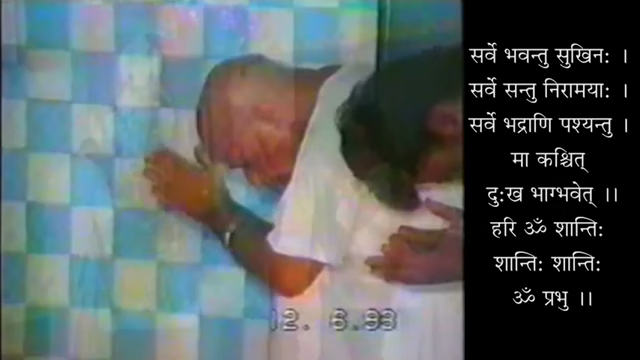 सर्वे भवन्तु सुखिनः ।
सर्वे सन्तु निरामयाः ।
सर्वे भद्राणि पश्यन्तु ।
मा कश्चित्
दुःख भाग्भवेत् ।।
हरि ॐ शान्तिः
शान्तिः शान्तिः
ॐ प्रभु ।।
12. 6.93